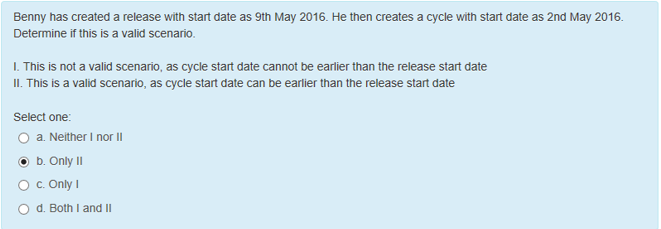 Benny has created a release with start date as 9th May 2016. He then creates a cycle with start date as 2nd May 2016.
Determine if this is a valid scenario.
I. This is not a valid scenario, as cycle start date cannot be earlier than the release start date
II. This is a valid scenario, as cycle start date can be earlier than the release start date
Select one:
a. Neither I nor II
b. Only II
c. Only I
d. Both I and II